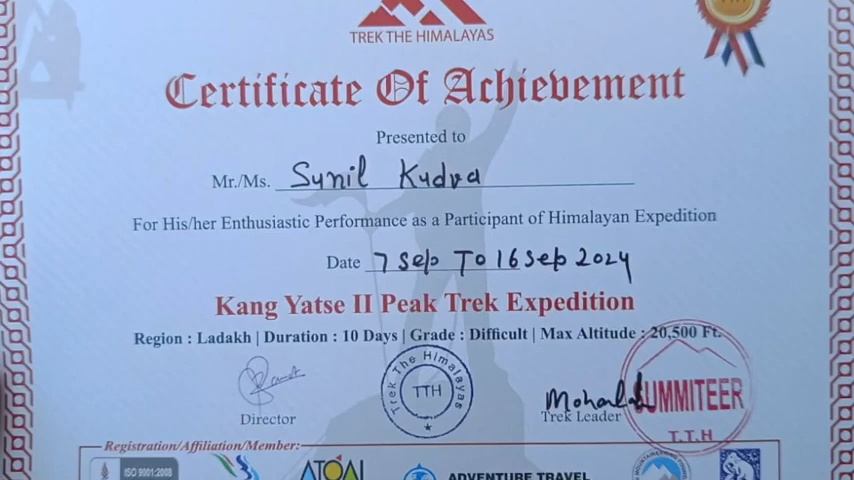 TREK THE HIMALAYAS
Certificate Of Achievement
Presented to
Mr./Ms. Sunil Kudva
For His/her Enthusiastic Performance as a Participant of Himalayan Expedition
Date 7 Sep To 16 Sep 2024
Kang Yatse II Peak Trek Expedition
Region : Ladakh | Duration : 10 Days | Grade : Difficult | Max Altitude : 20,500 Ft.
Trek The Himalayas
TTH
SUMMITEER
T.T.H
Director
Trek Leader
Registration/Affiliation/Member:
ISO 9001:2008
ATOAI
ADVENTURE TRAVEL